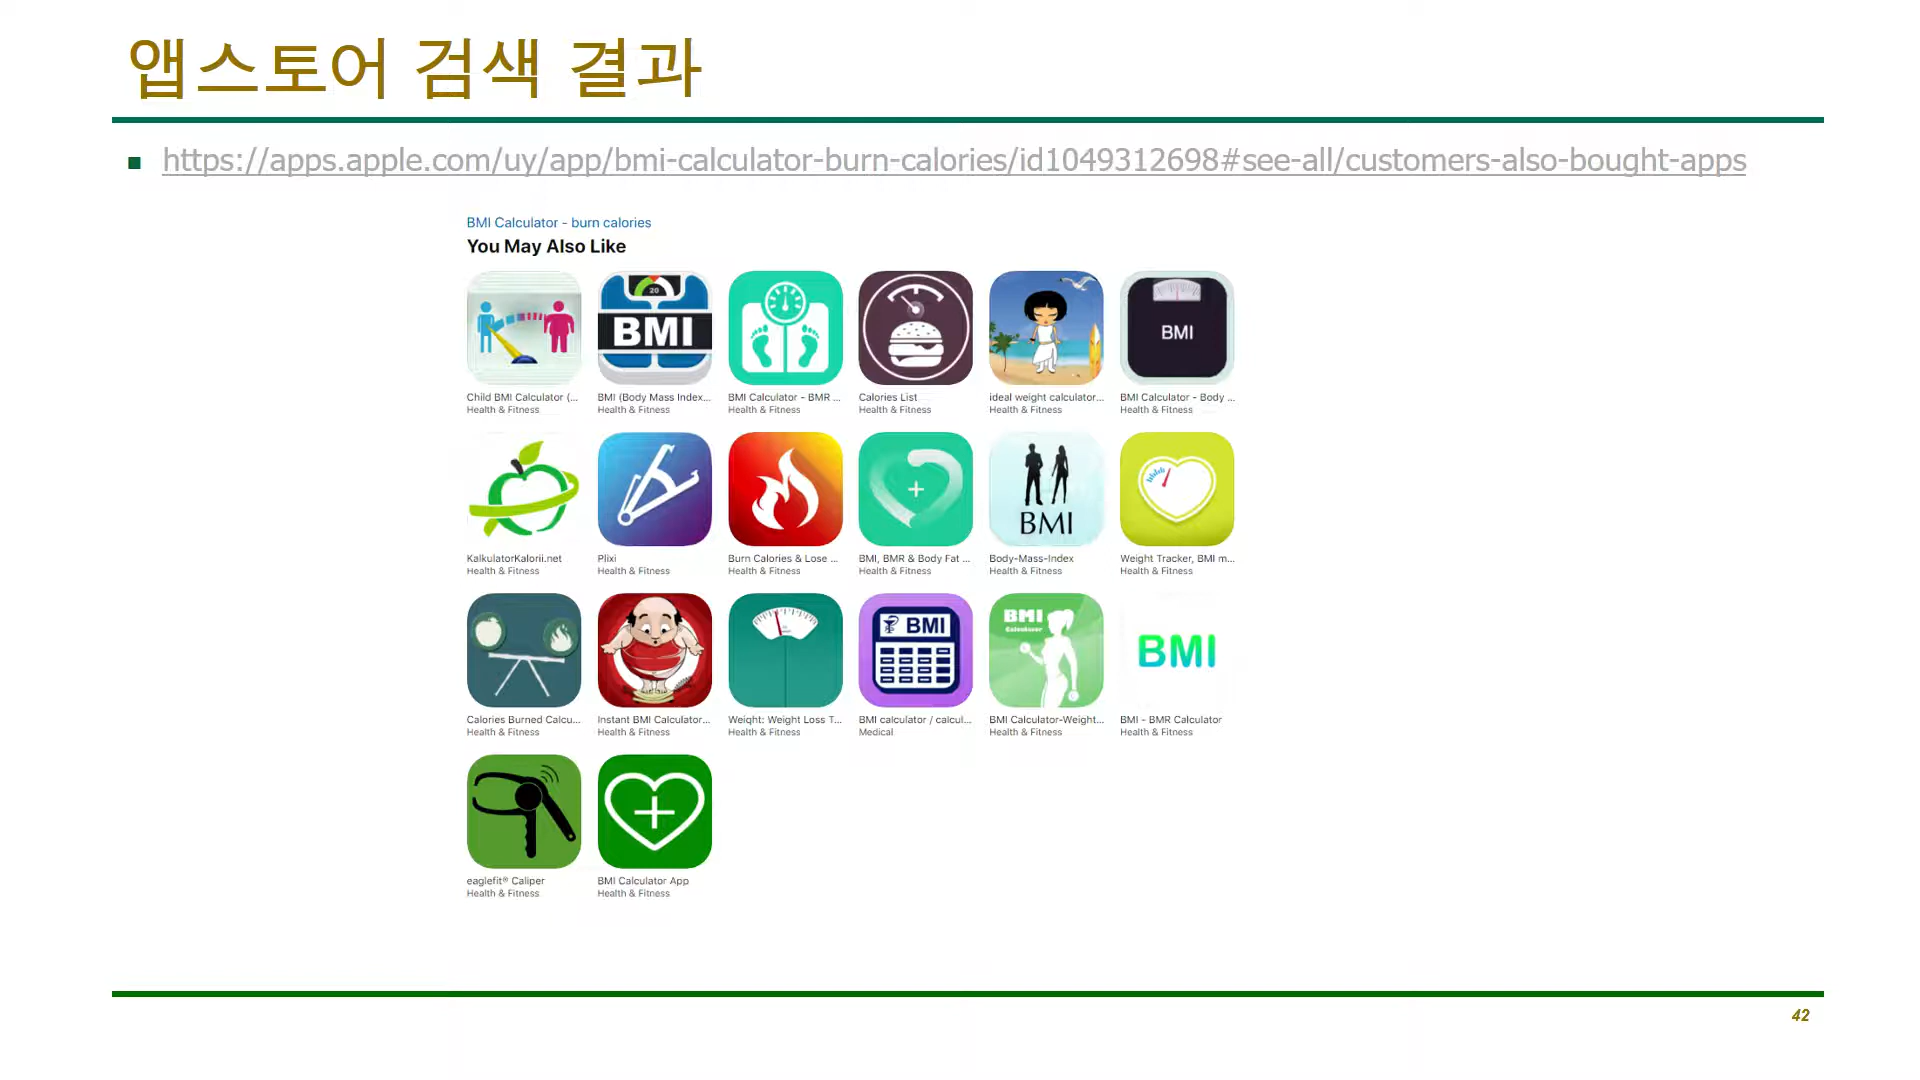 앱스토어 검색 결과
https://apps.apple.com/uy/app/bmi-calculator-burn-calories/id1049312698#see-all/customers-also-bought-apps
BMI Calculator - burn calories
You May Also Like
20
BMI
BMI
Child BMI Calculator (...
BMI (Body Mass Index...
BMI Calculator - BMR ...
Calories List
ideal weight calculator...
BMI Calculator - Body ...
Health & Fitness
Health & Fitness
Health & Fitness
Health & Fitness
Health & Fitness
Health & Fitness
BMI
KalkulatorKalorii.net
Plixi
Burn Calories & Lose ...
BMI, BMR & Body Fat ...
Body-Mass-Index
Weight Tracker, BMI m...
Health & Fitness
Health & Fitness
Health & Fitness
Health & Fitness
Health & Fitness
Health & Fitness
BMI
BMI
Calculator
BMI
Calories Burned Calcu...
Instant BMI Calculator...
Weight: Weight Loss T...
BMI calculator / calcul...
BMI Calculator-Weight...
BMI - BMR Calculator
Health & Fitness
Health & Fitness
Health & Fitness
Medical
Health & Fitness
Health & Fitness
eaglefit® Caliper
BMI Calculator App
Health & Fitness
Health & Fitness
42